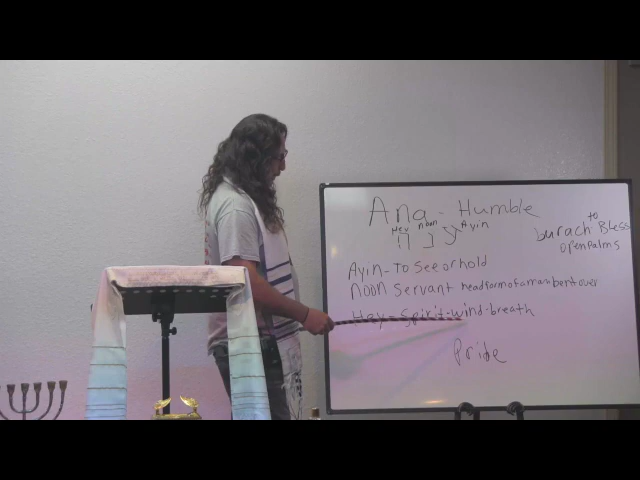 Ana - Humble
Hey noon Ayin
ה נ ע
to
burach Bless
open Palms
Ayin - To See or hold
noon Servant head form of a man bent over
Hey - Spirit - wind - breath
Pride